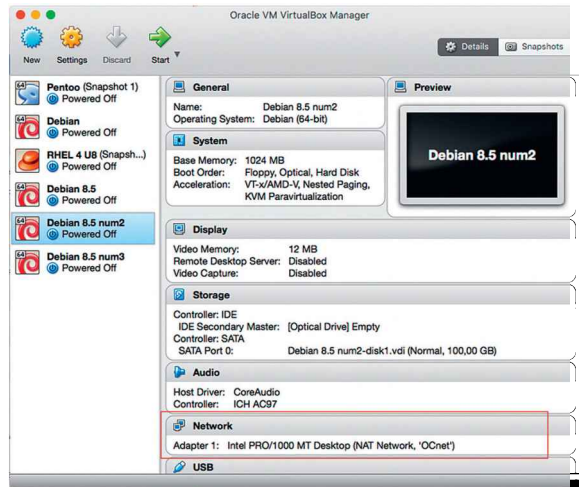 Oracle VM VirtualBox Manager
New
Settings
Discard
Start
Details
Snapshots
64
Pentoo (Snapshot 1)
Powered Off
64
Debian
Powered Off
RHEL 4 U8 (Snapsh...)
Powered Off
64
Debian 8.5
Powered Off
64
Debian 8.5 num2
Powered Off
64
Debian 8.5 num3
Powered Off
General
Name: Debian 8.5 num2
Operating System: Debian (64-bit)
Preview
Debian 8.5 num2
System
Base Memory: 1024 MB
Boot Order: Floppy, Optical, Hard Disk
Acceleration: VT-x/AMD-V, Nested Paging,
KVM Paravirtualization
Display
Video Memory: 12 MB
Remote Desktop Server: Disabled
Video Capture: Disabled
Storage
Controller: IDE
IDE Secondary Master: [Optical Drive] Empty
Controller: SATA
SATA Port 0: Debian 8.5 num2-disk1.vdi (Normal, 100,00 GB)
Audio
Host Driver: CoreAudio
Controller: ICH AC97
Network
Adapter 1: Intel PRO/1000 MT Desktop (NAT Network, 'OCnet')
USB